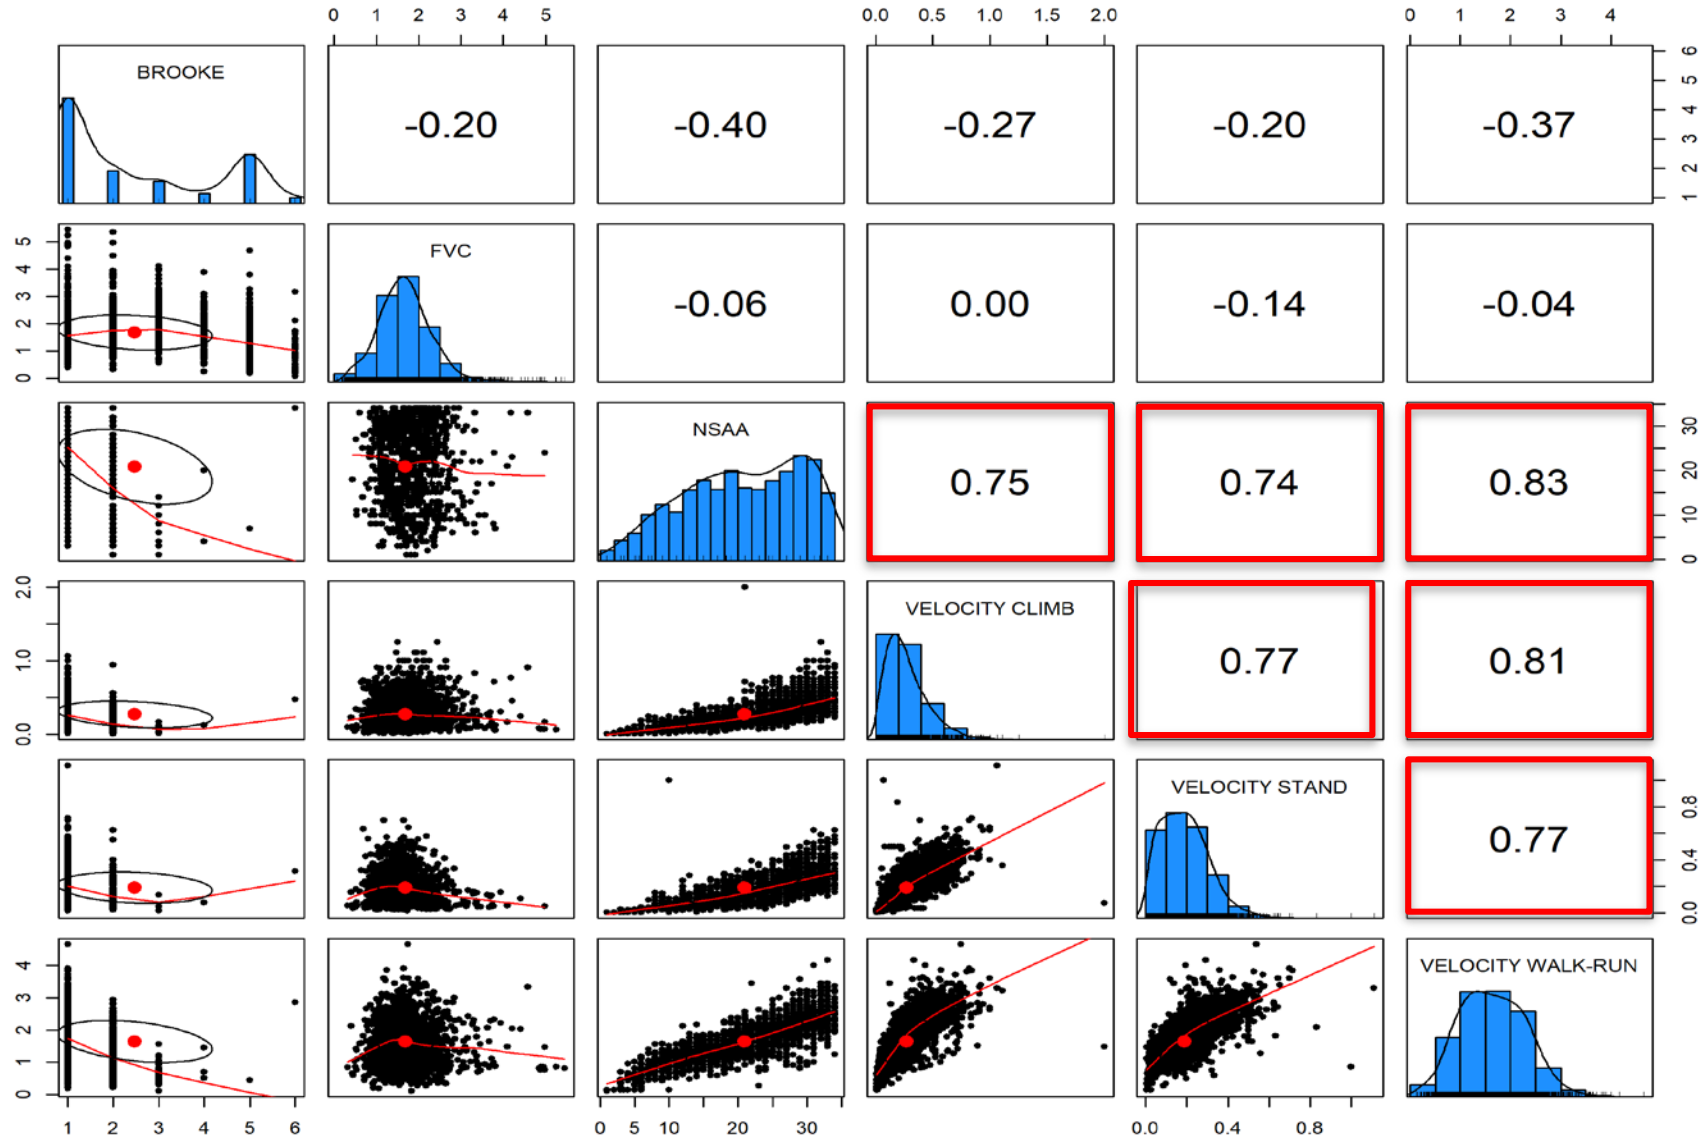 0 1 2 3 4 5 0.0 0.5 1.0 1.5 2.0 0 1 2 3 4
BROOKE -0.20 -0.40 -0.27 -0.20 -0.37 1 2 3 4 5 6
0 1 2 3 4 5 FVC -0.06 0.00 -0.14 -0.04
NSAA 0.75 0.74 0.83 0 10 20 30
0.0 1.0 2.0 VELOCITY CLIMB 0.77 0.81
VELOCITY STAND 0.77 0.0 0.4 0.8
0 1 2 3 4 VELOCITY WALK-RUN
1 2 3 4 5 6 0 5 10 20 30 0.0 0.4 0.8